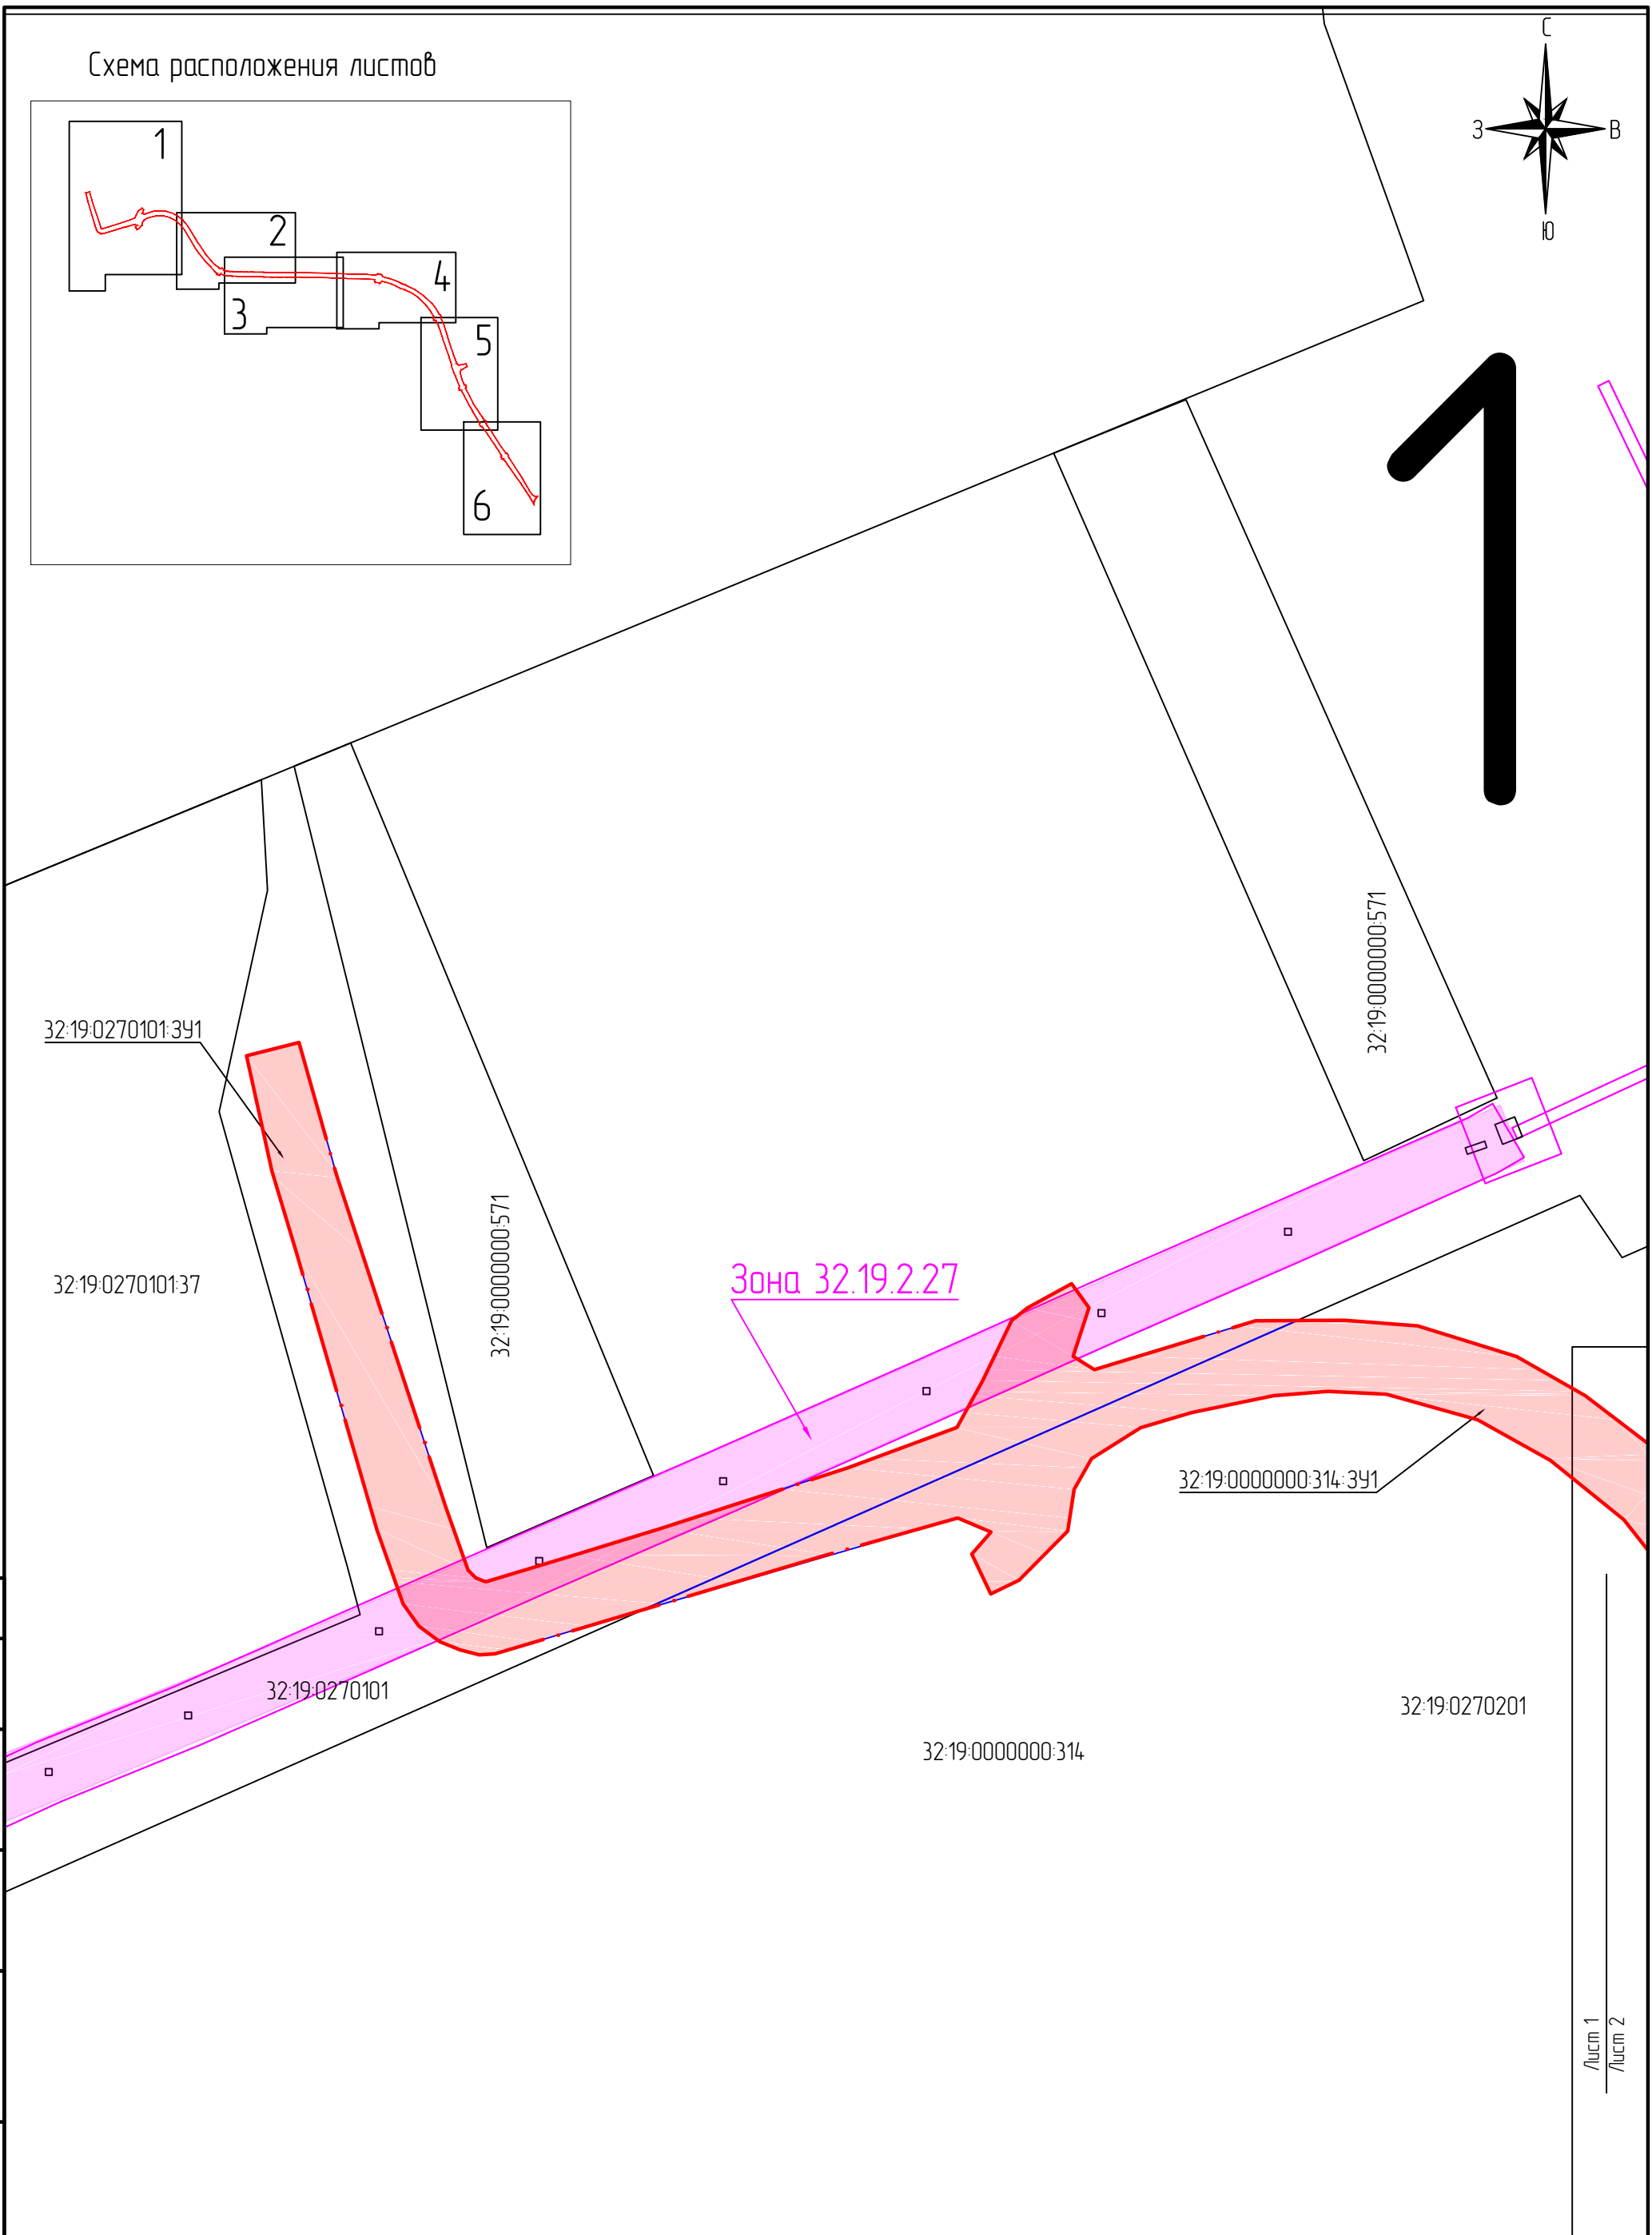 Схема расположения листов
С
З
В
Ю
1
2
3
4
5
6
1
32:19:0000000:571
32:19:0270101:ЗУ1
32:19:0000000:571
32:19:0270101:37
Зона 32.19.2.27
32:19:0000000:314:ЗУ1
32:19:0270101
32:19:0270201
32:19:0000000:314
Лист 1
Лист 2